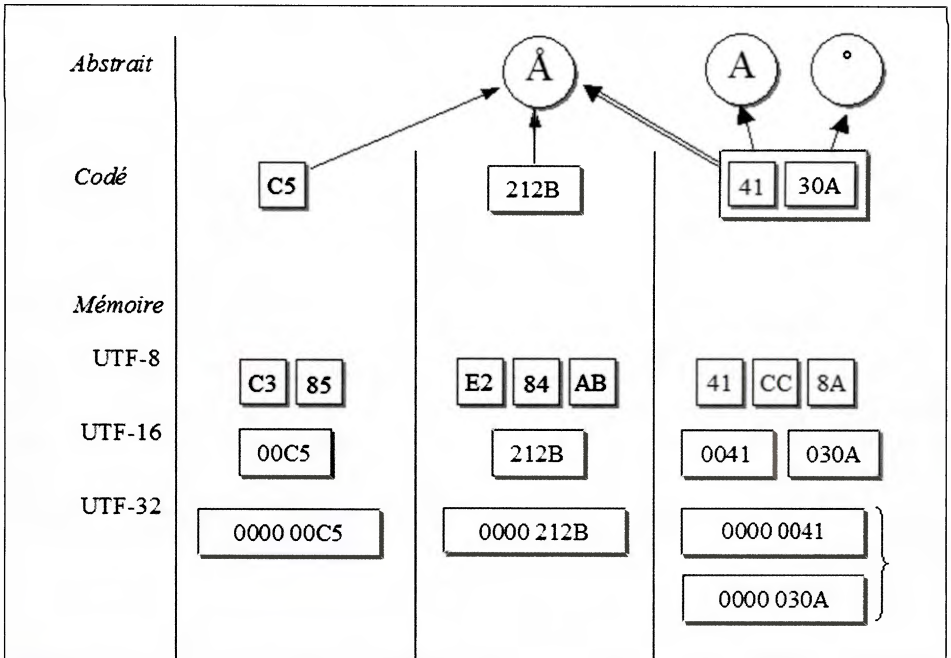 Abstrait Å A °
Codé C5 212B 41 30A
Mémoire
UTF-8 C3 85 E2 84 AB 41 CC 8A
UTF-16 00C5 212B 0041 030A
UTF-32 0000 00C5 0000 212B 0000 0041
0000 030A